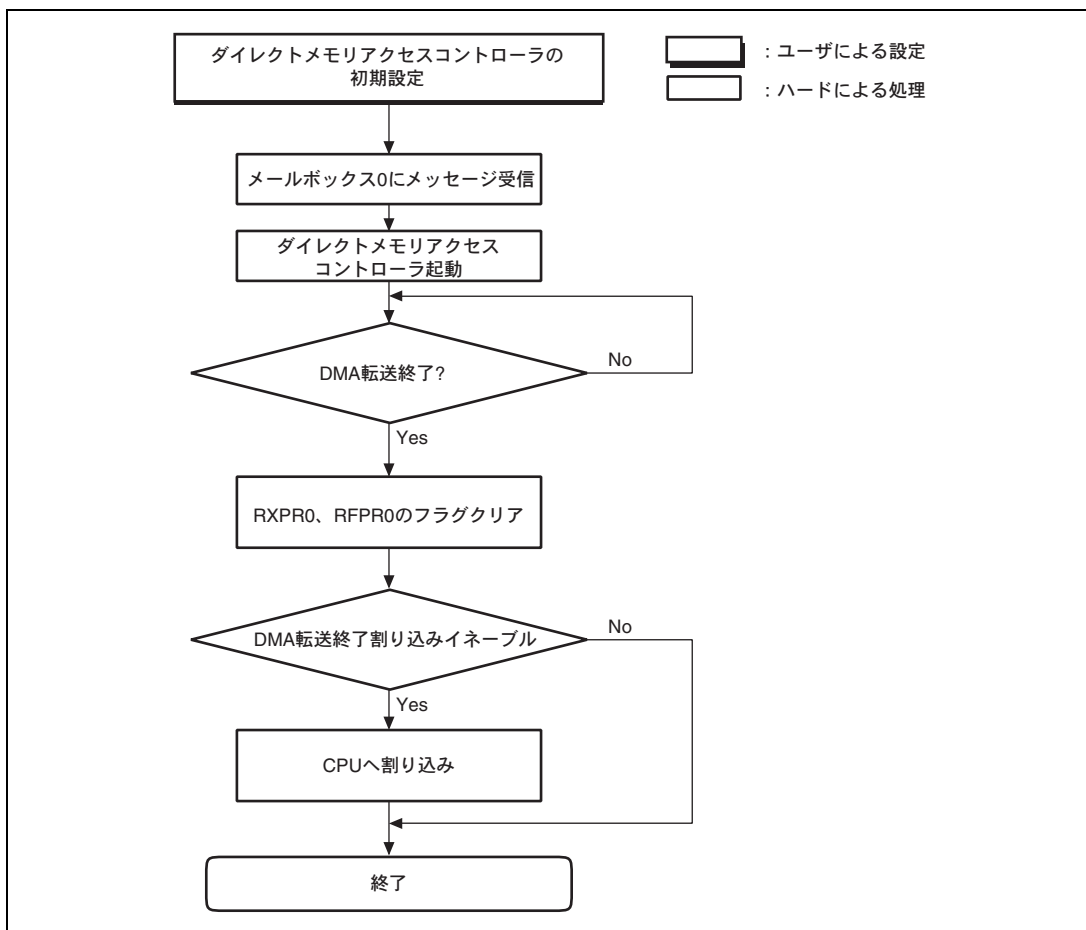 ダイレクトメモリアクセスコントローラの
初期設定
：ユーザによる設定
：ハードによる処理
メールボックス0にメッセージ受信
ダイレクトメモリアクセス
コントローラ起動
DMA転送終了?
No
Yes
RXPR0、RFPR0のフラグクリア
DMA転送終了割り込みイネーブル
No
Yes
CPUへ割り込み
終了